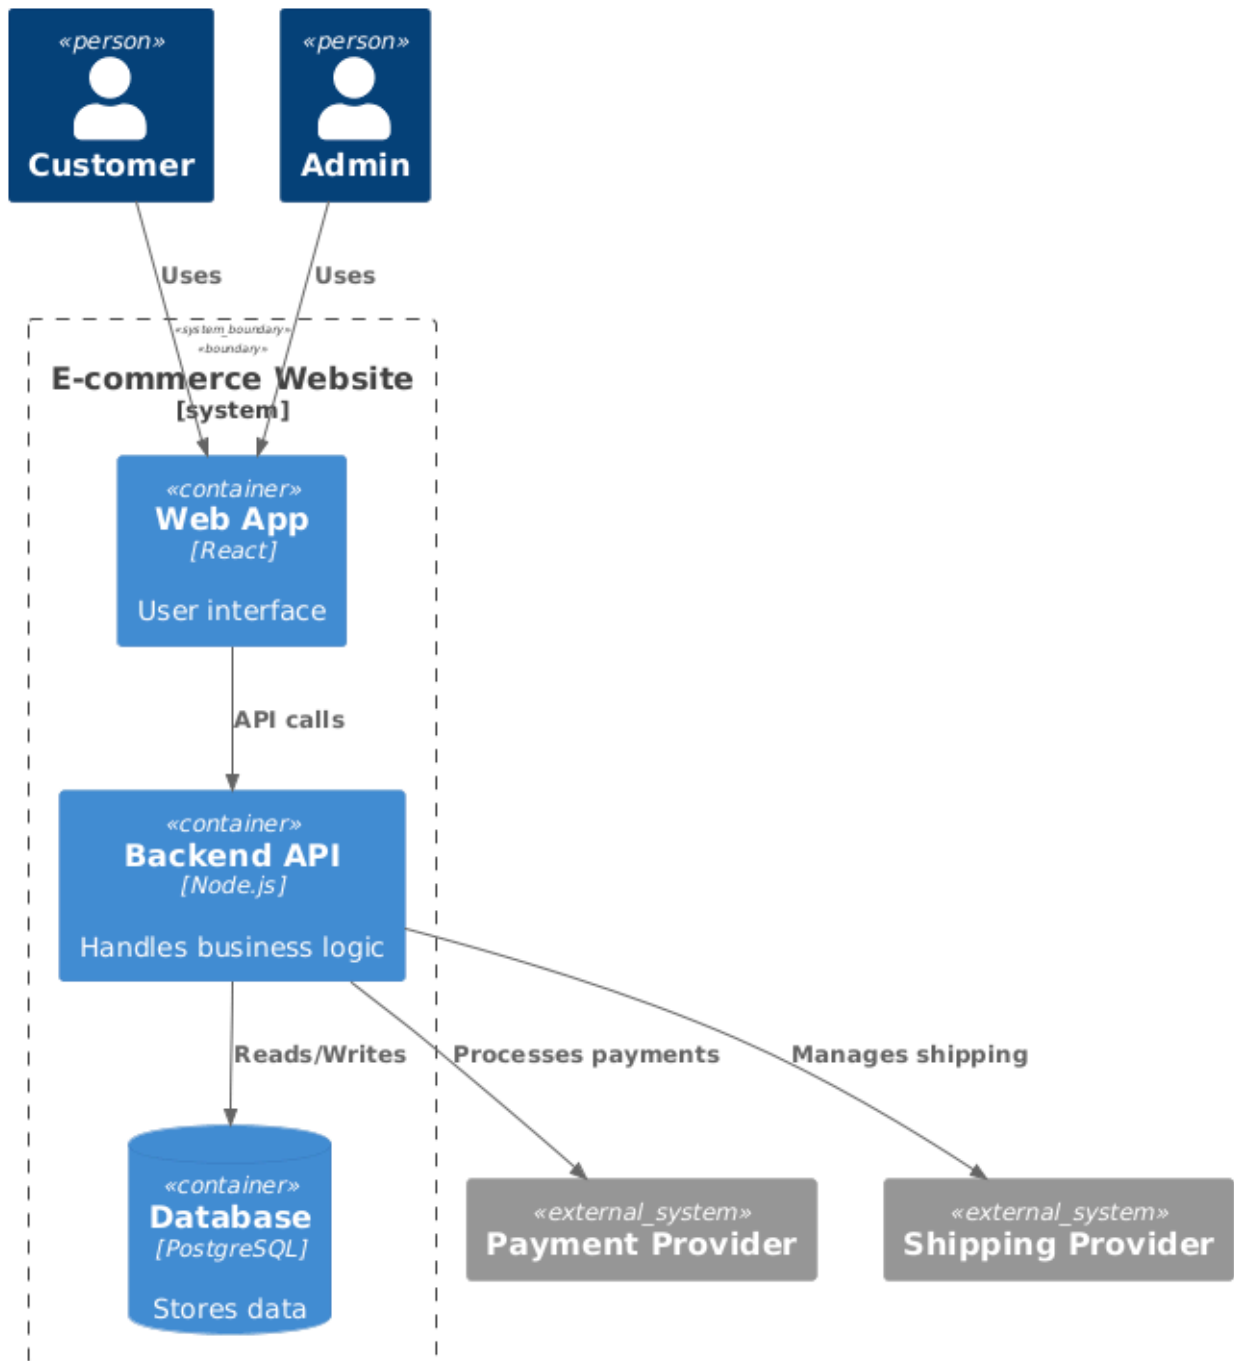 «person»
Customer
«person»
Admin
Uses
Uses
«system_boundary»
«boundary»
E-commerce Website
[system]
«container»
Web App
[React]
User interface
API calls
«container»
Backend API
[Node.js]
Handles business logic
Reads/Writes
Processes payments
Manages shipping
«container»
Database
[PostgreSQL]
Stores data
«external_system»
Payment Provider
«external_system»
Shipping Provider